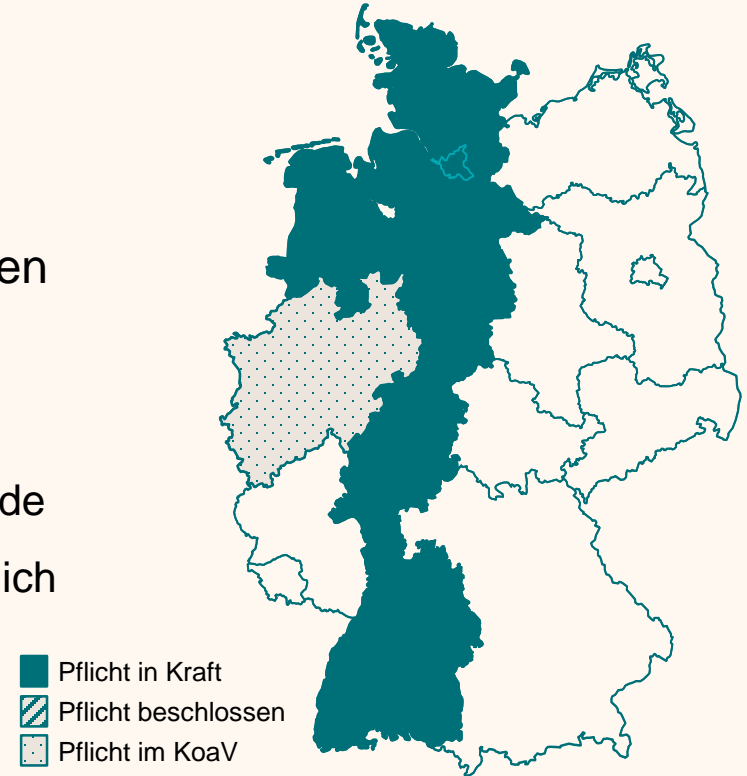 en
de
ich
Pflicht in Kraft
Pflicht beschlossen
Pflicht im KoaV